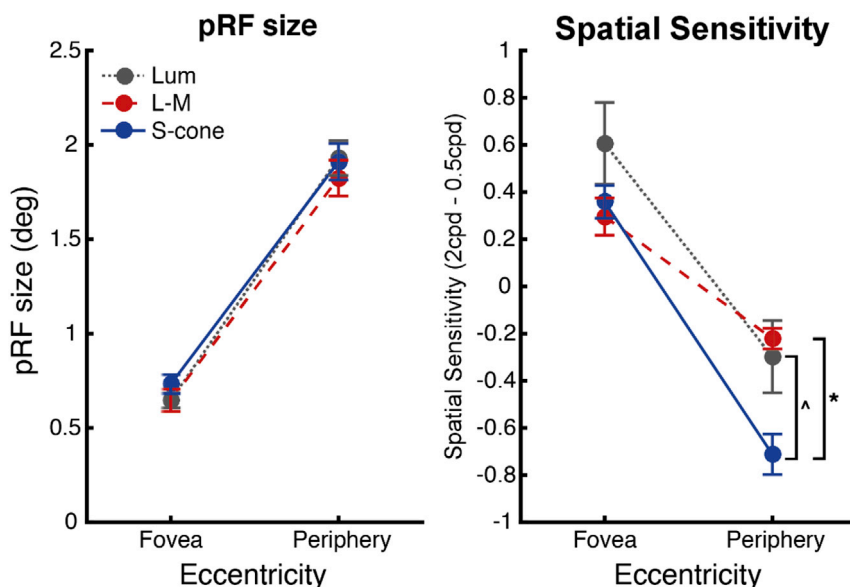 pRF size
Spatial Sensitivity
pRF size (deg)
2.5
2
1.5
1
0.5
0
Lum
L-M
S-cone
Fovea
Periphery
Eccentricity
Spatial Sensitivity (2cpd - 0.5cpd)
1
0.8
0.6
0.4
0.2
0
-0.2
-0.4
-0.6
-0.8
-1
^
*
Fovea
Periphery
Eccentricity